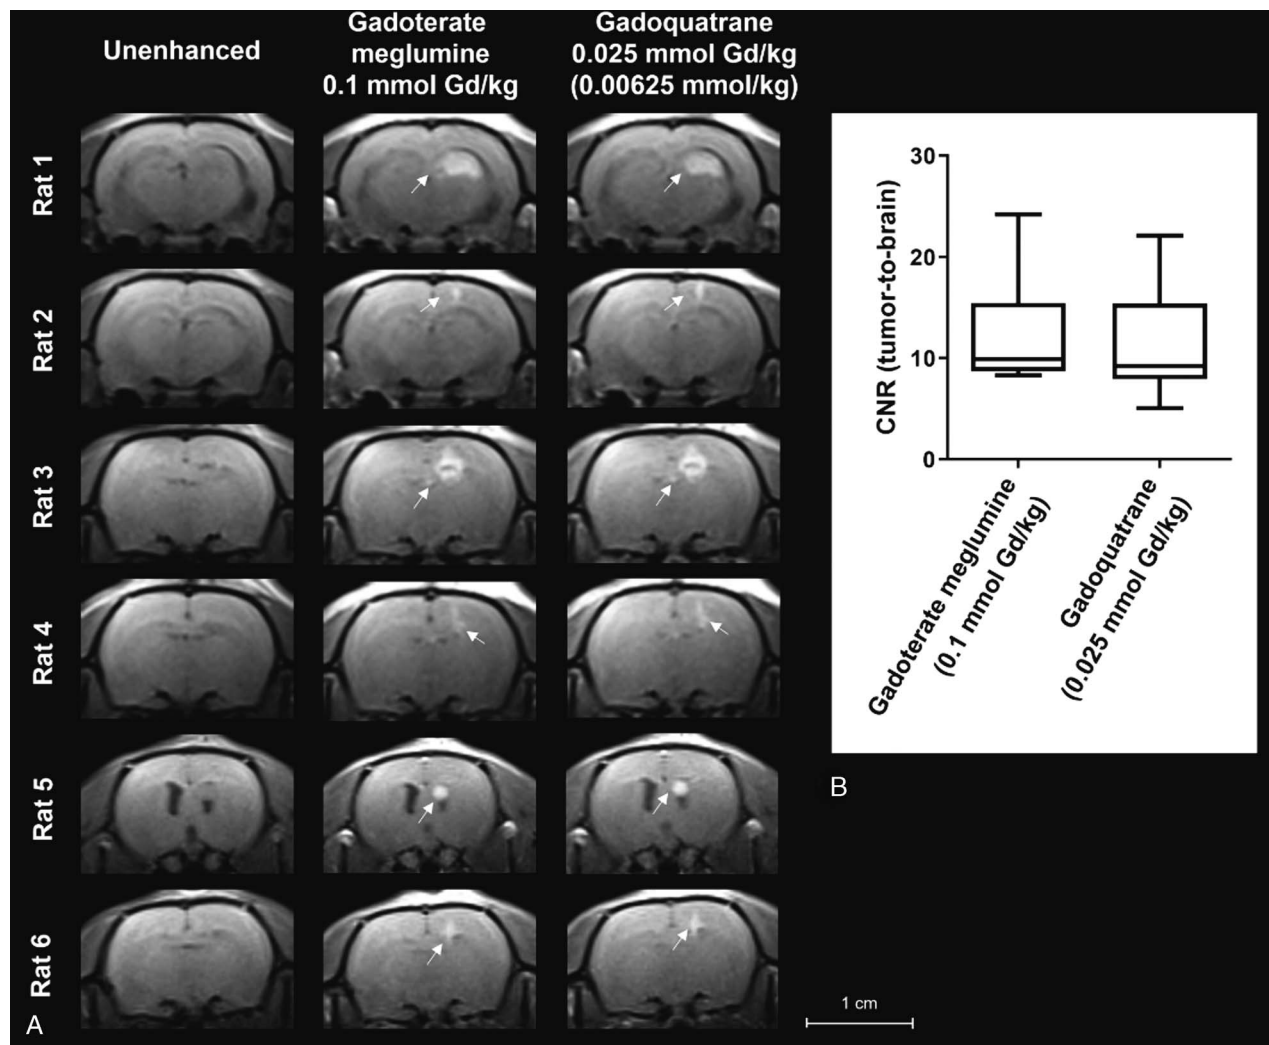 Unenhanced
Gadoterate
meglumine
0.1 mmol Gd/kg
Gadoquatrane
0.025 mmol Gd/kg
(0.00625 mmol/kg)
Rat 1
Rat 2
Rat 3
Rat 4
Rat 5
Rat 6
A
CNR (tumor-to-brain)
30
20
10
0
Gadoterate meglumine
(0.1 mmol Gd/kg)
Gadoquatrane
(0.025 mmol Gd/kg)
B
1 cm